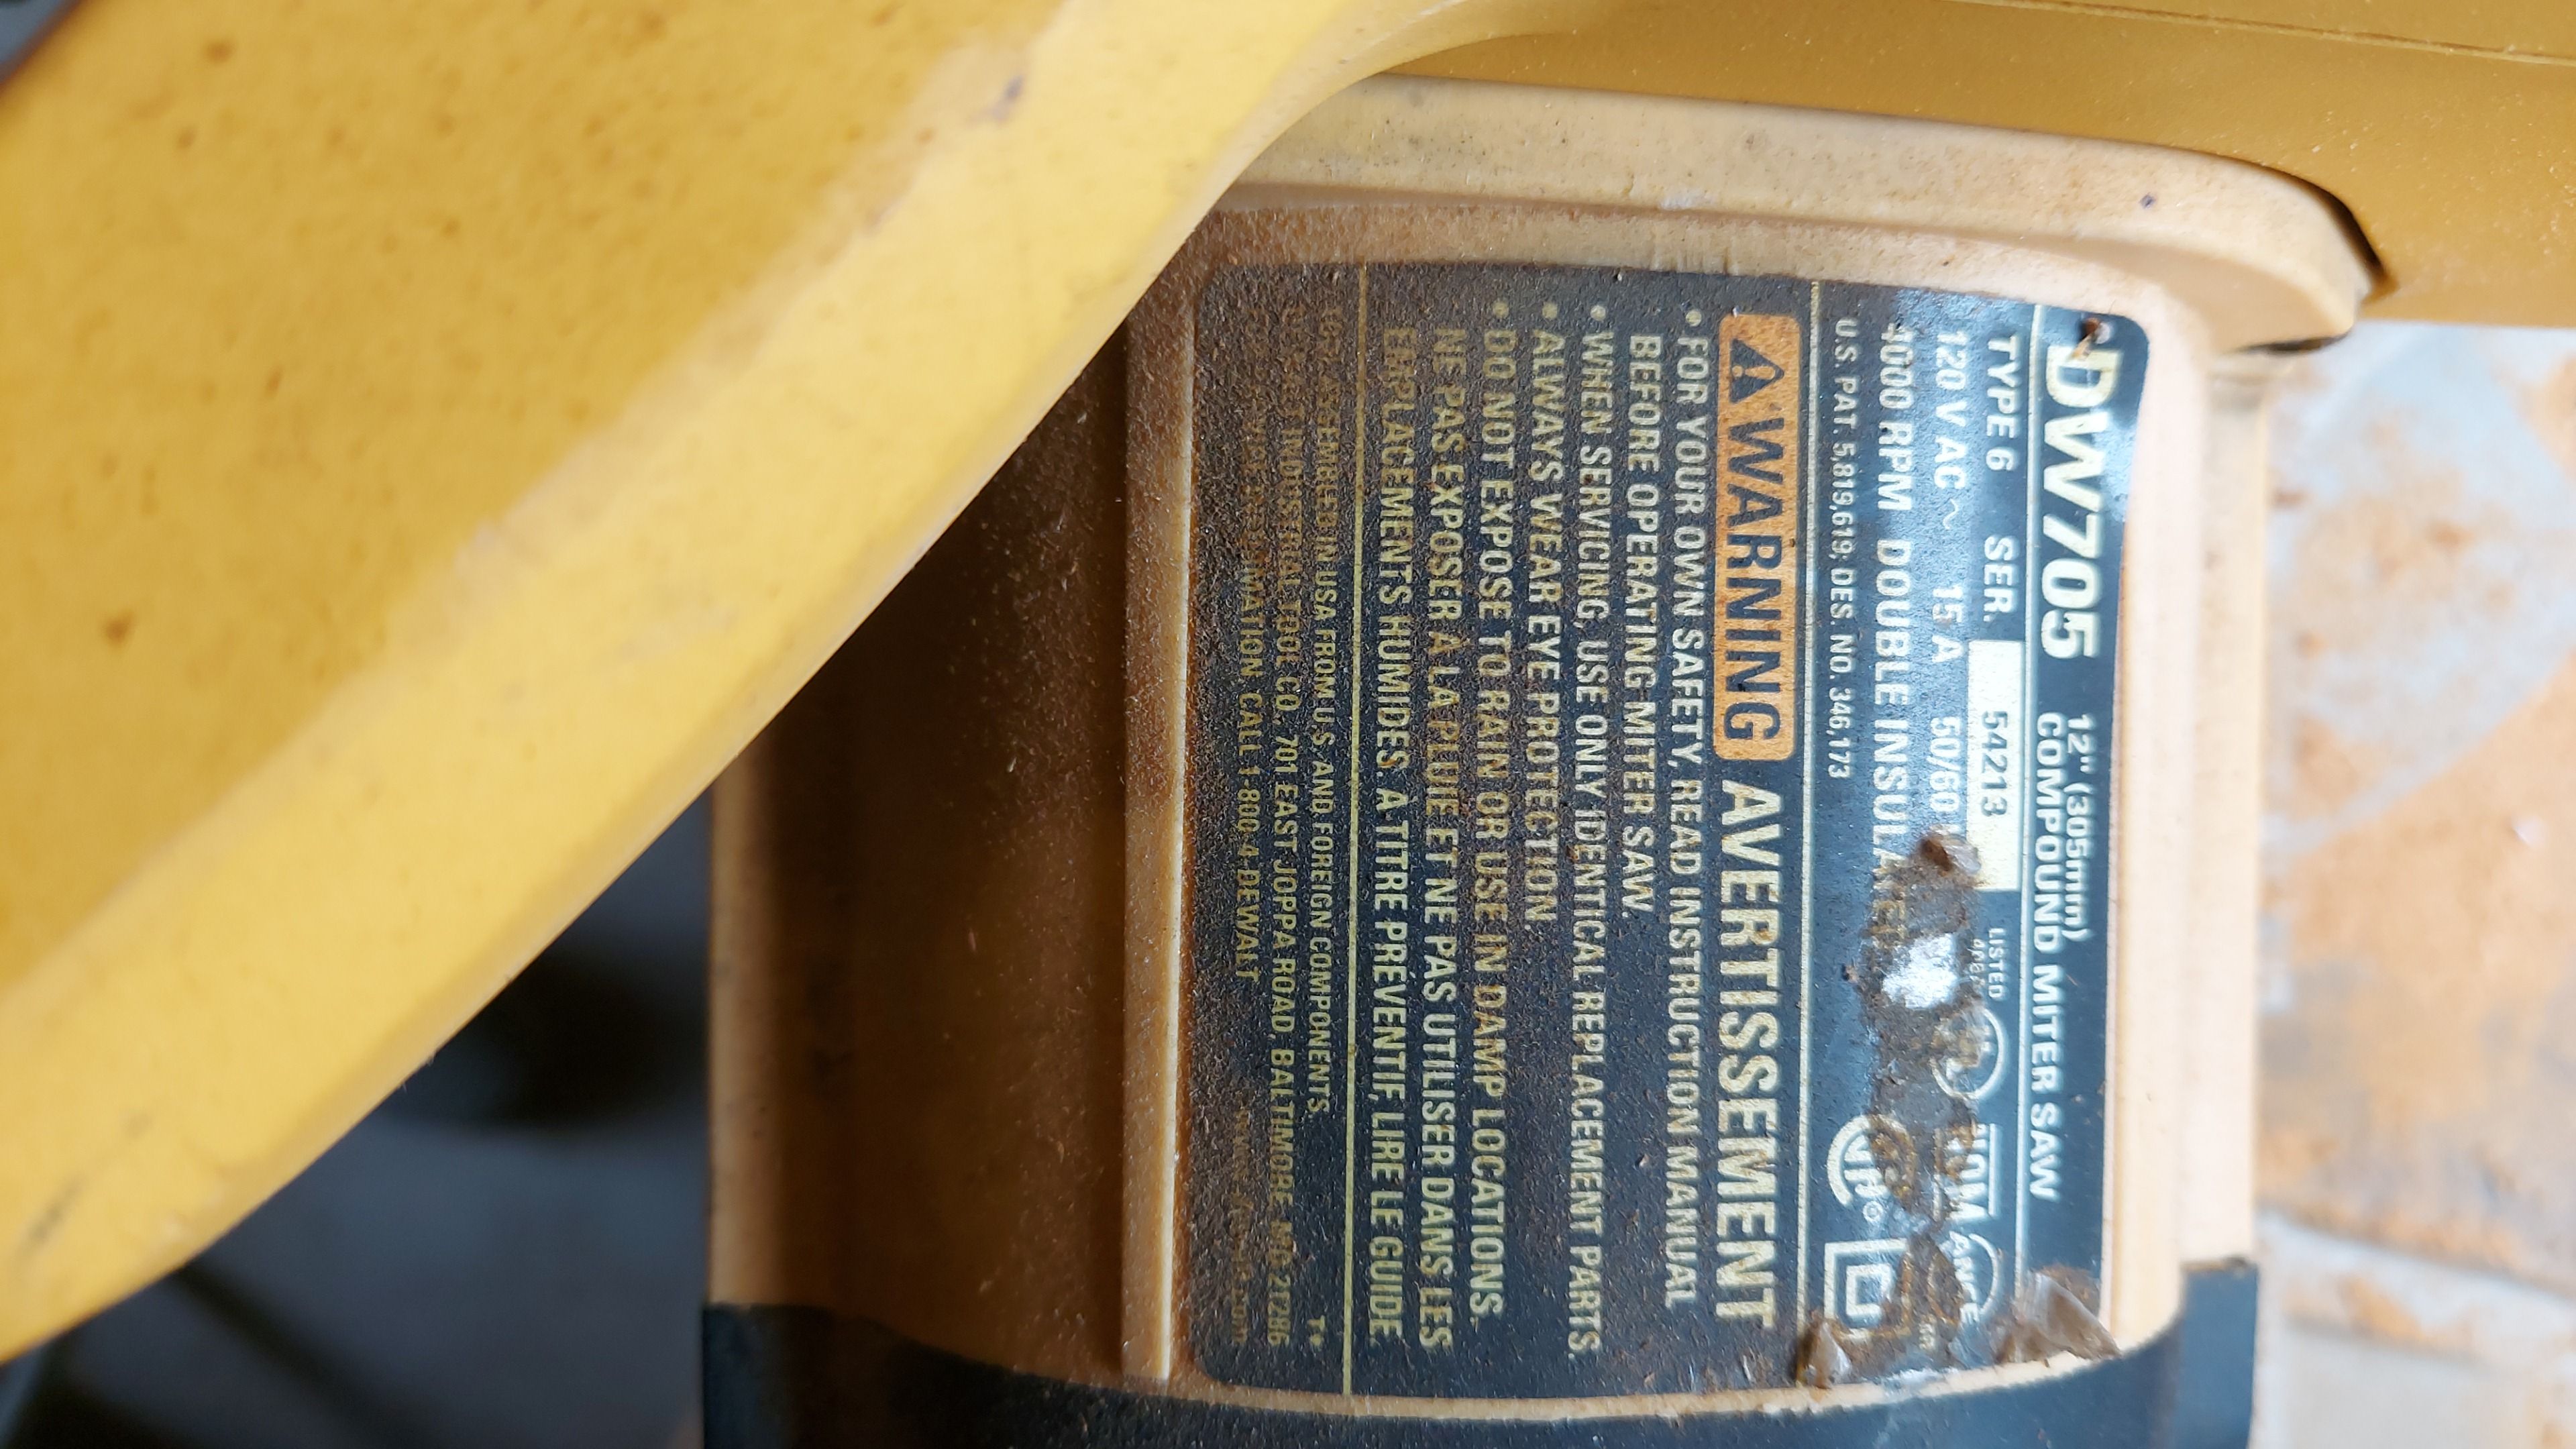 DW705 12" (305mm)
COMPOUND MITER SAW
TYPE 6 SER. 54213 LISTED
120 V AC ~ 15 A 50/60
4000 RPM DOUBLE INSULATED
U.S. PAT. 5,819,619; DES. NO. 346,173
WARNING AVERTISSEMENT
• FOR YOUR OWN SAFETY, READ INSTRUCTION MANUAL
BEFORE OPERATING MITER SAW.
• WHEN SERVICING, USE ONLY IDENTICAL REPLACEMENT PARTS.
• ALWAYS WEAR EYE PROTECTION
• DO NOT EXPOSE TO RAIN OR USE IN DAMP LOCATIONS.
NE PAS EXPOSER À LA PLUIE ET NE PAS UTILISER DANS LES
EMPLACEMENTS HUMIDES. À TITRE PRÉVENTIF, LIRE LE GUIDE.
ASSEMBLED IN USA FROM U.S. AND FOREIGN COMPONENTS
INDUSTRIAL TOOL CO., 701 EAST JOPPA ROAD BALTIMORE, MD 21286
INFORMATION CALL 1-800-4-DEWALT